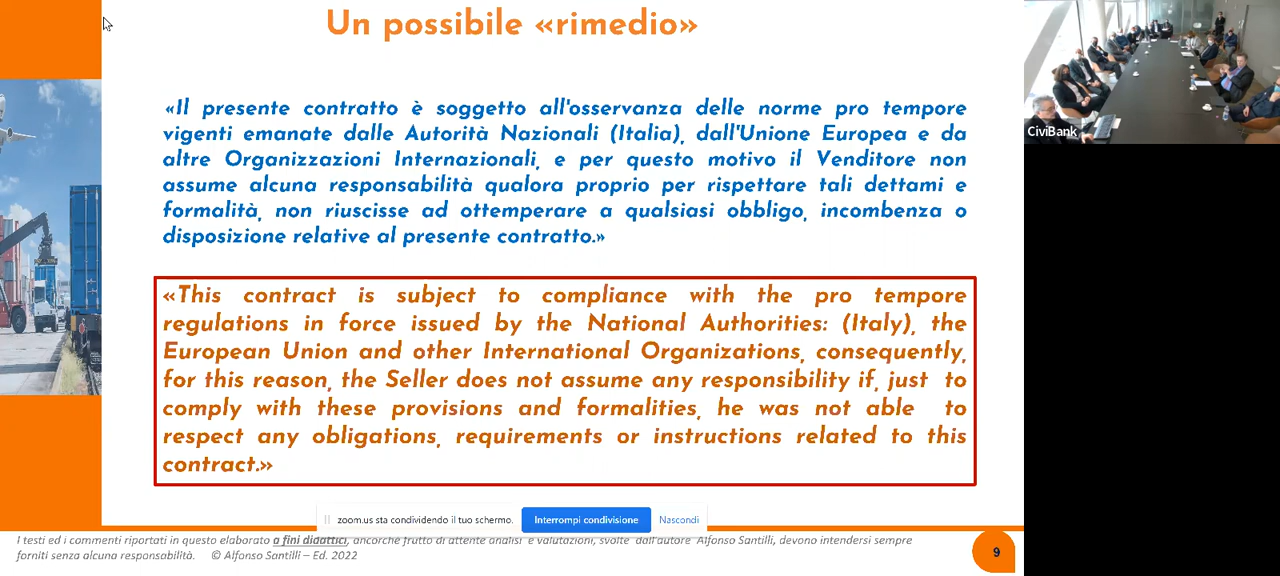 Un possibile «rimedio»
«Il presente contratto è soggetto all'osservanza delle norme pro tempore
vigenti emanate dalle Autorità Nazionali (Italia), dall'Unione Europea e da
altre Organizzazioni Internazionali, e per questo motivo il Venditore non
assume alcuna responsabilità qualora proprio per rispettare tali dettami e
formalità, non riuscisse ad ottemperare a qualsiasi obbligo, incombenza o
disposizione relative al presente contratto.»
«This contract is subject to compliance with the pro tempore
regulations in force issued by the National Authorities: (Italy), the
European Union and other International Organizations, consequently,
for this reason, the Seller does not assume any responsibility if, just to
comply with these provisions and formalities, he was not able to
respect any obligations, requirements or instructions related to this
contract.»
zoom.us sta condividendo il tuo schermo. Interrompi condivisione Nascondi
I testi ed i commenti riportati in questo elaborato a fini didattici, ancorché frutto di attente analisi e valutazioni, svolte dall'autore Alfonso Santilli, devono intendersi sempre
forniti senza alcuna responsabilità. © Alfonso Santilli – Ed. 2022
9
CiviBank